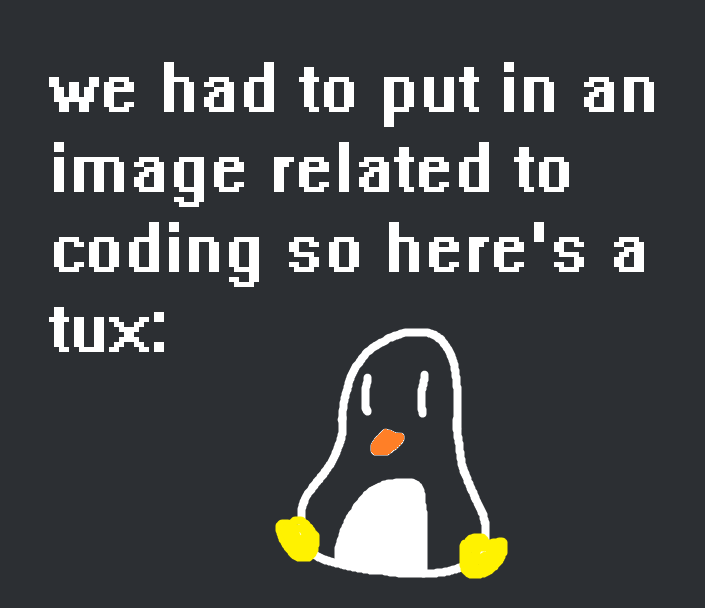 we had to put in an
image related to
coding so here's a
tux: